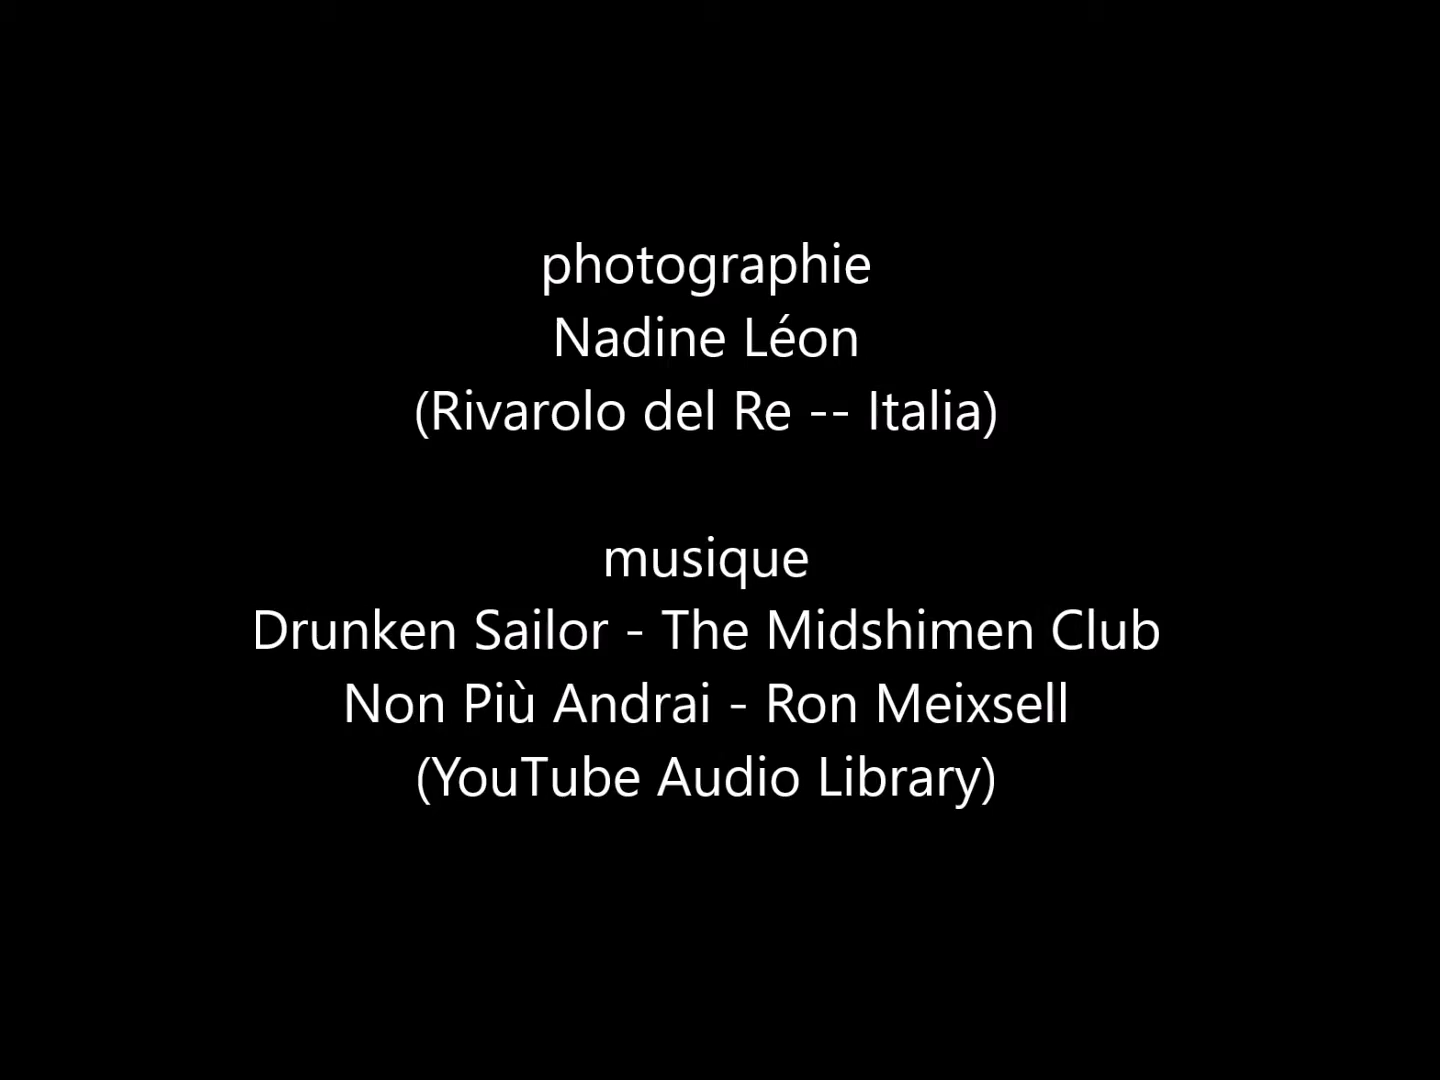 photographie
Nadine Léon
(Rivarolo del Re -- Italia)
musique
Drunken Sailor - The Midshimen Club
Non Più Andrai - Ron Meixsell
(YouTube Audio Library)